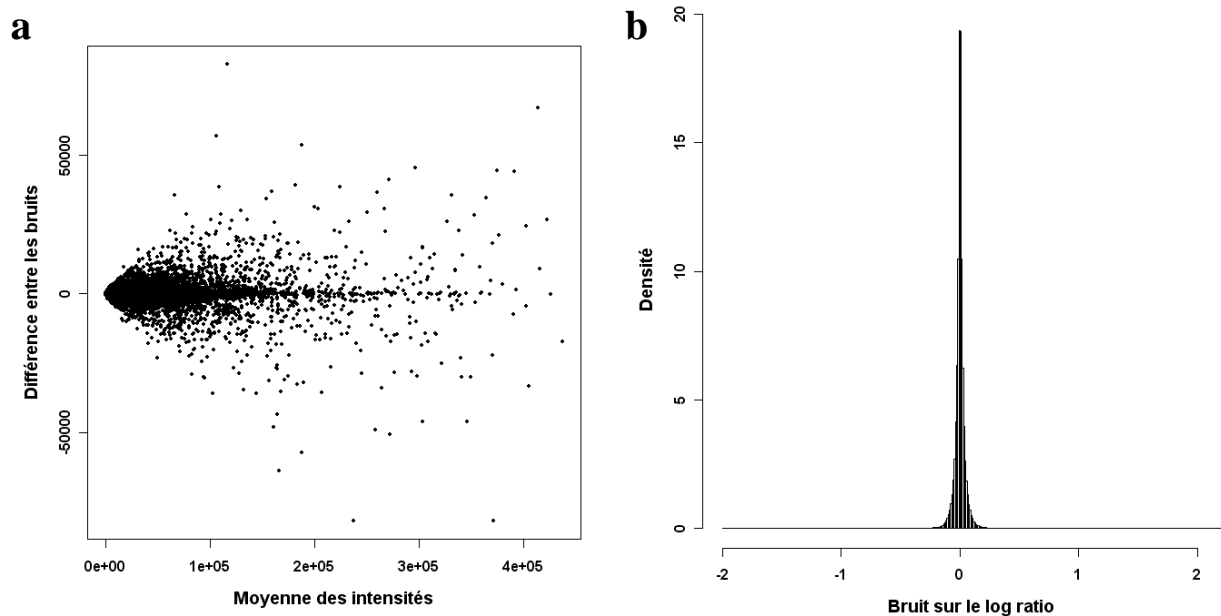 a
Différence entre les bruits
50000
0
-50000
0e+00 1e+05 2e+05 3e+05 4e+05
Moyenne des intensités
b
Densité
20
15
10
5
0
-2 -1 0 1 2
Bruit sur le log ratio